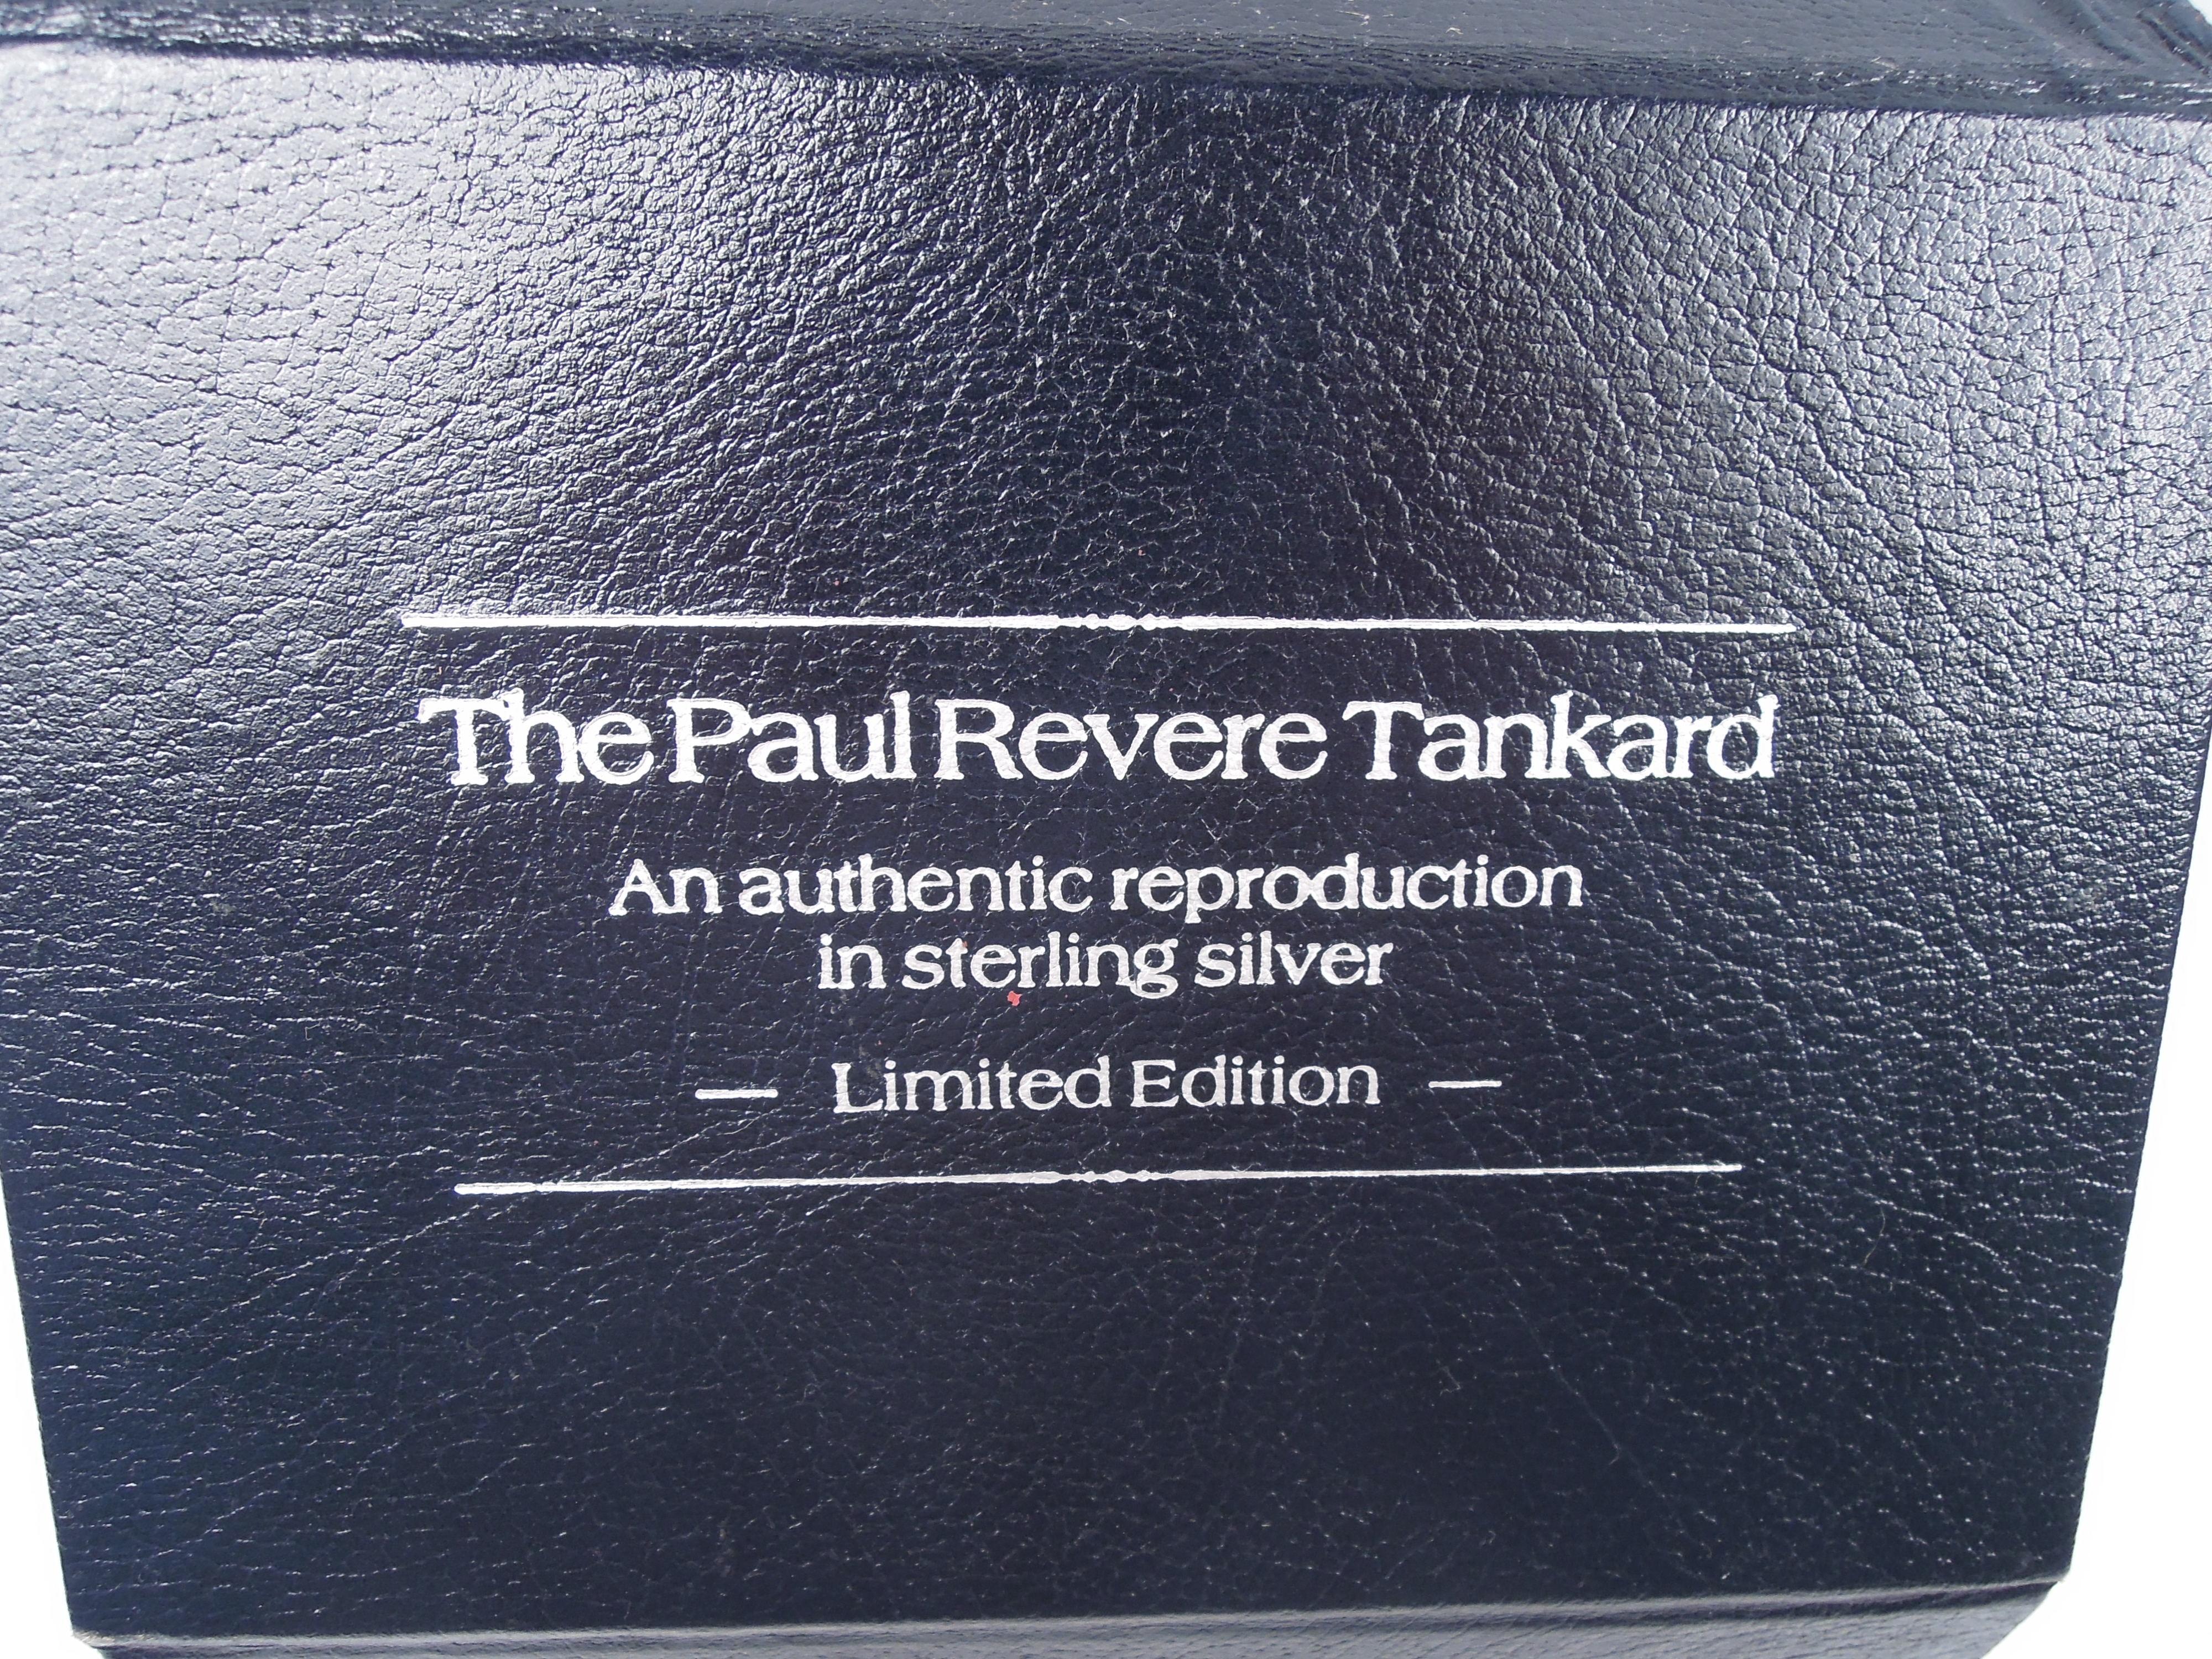 The Paul Revere Tankard
An authentic reproduction
in sterling silver
— Limited Edition —